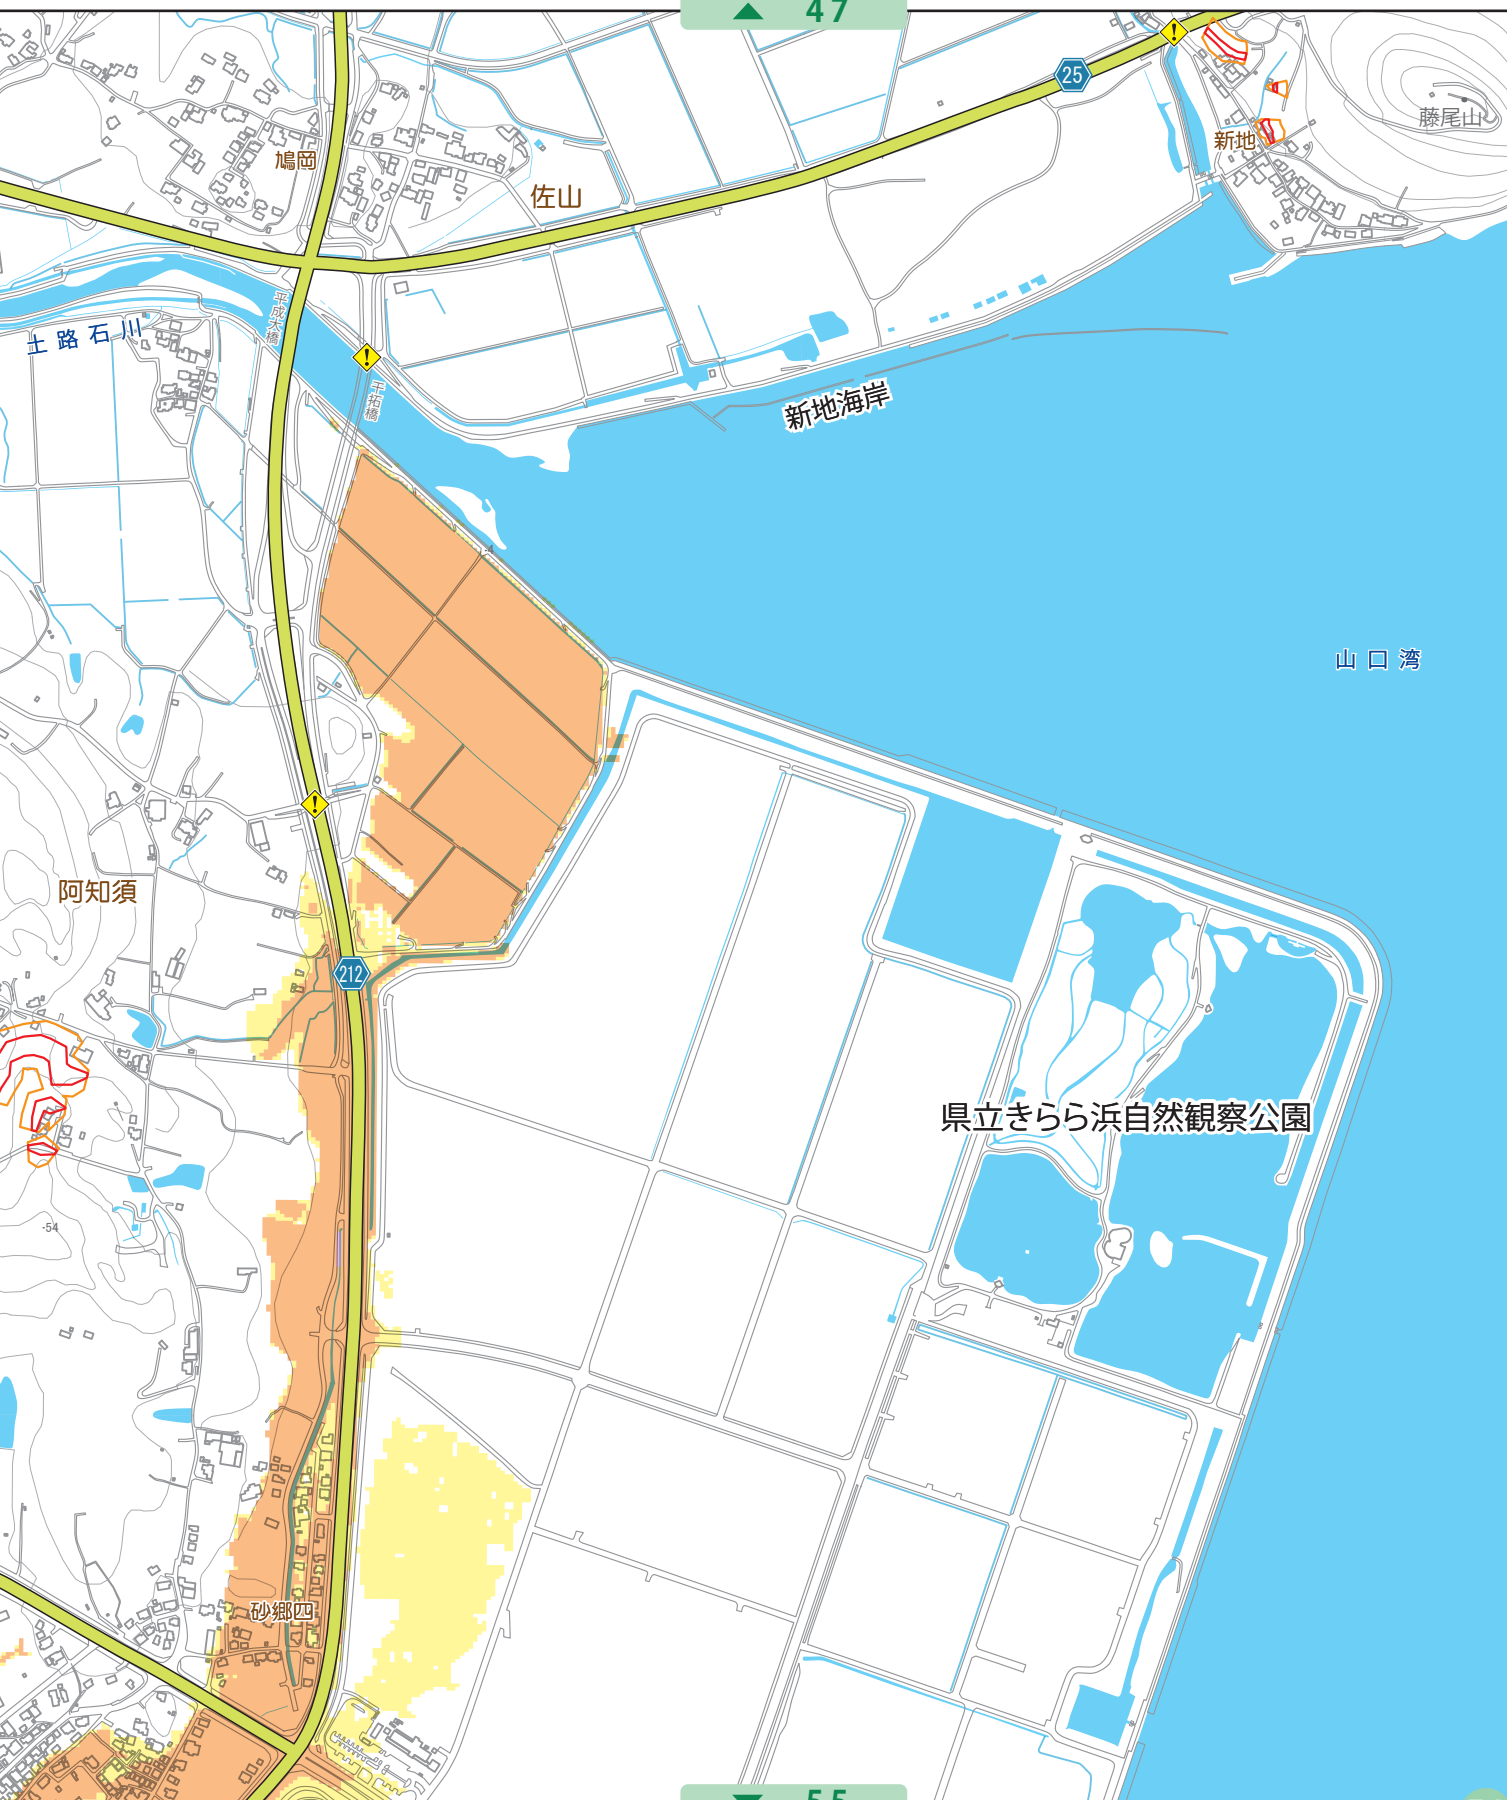 47
25
藤尾山
新地
鳩岡
佐山
平成大橋
土路石川
干拓橋
新地海岸
-4
山口湾
阿知須
212
県立きらら浜自然観察公園
·54
砂郷四
55